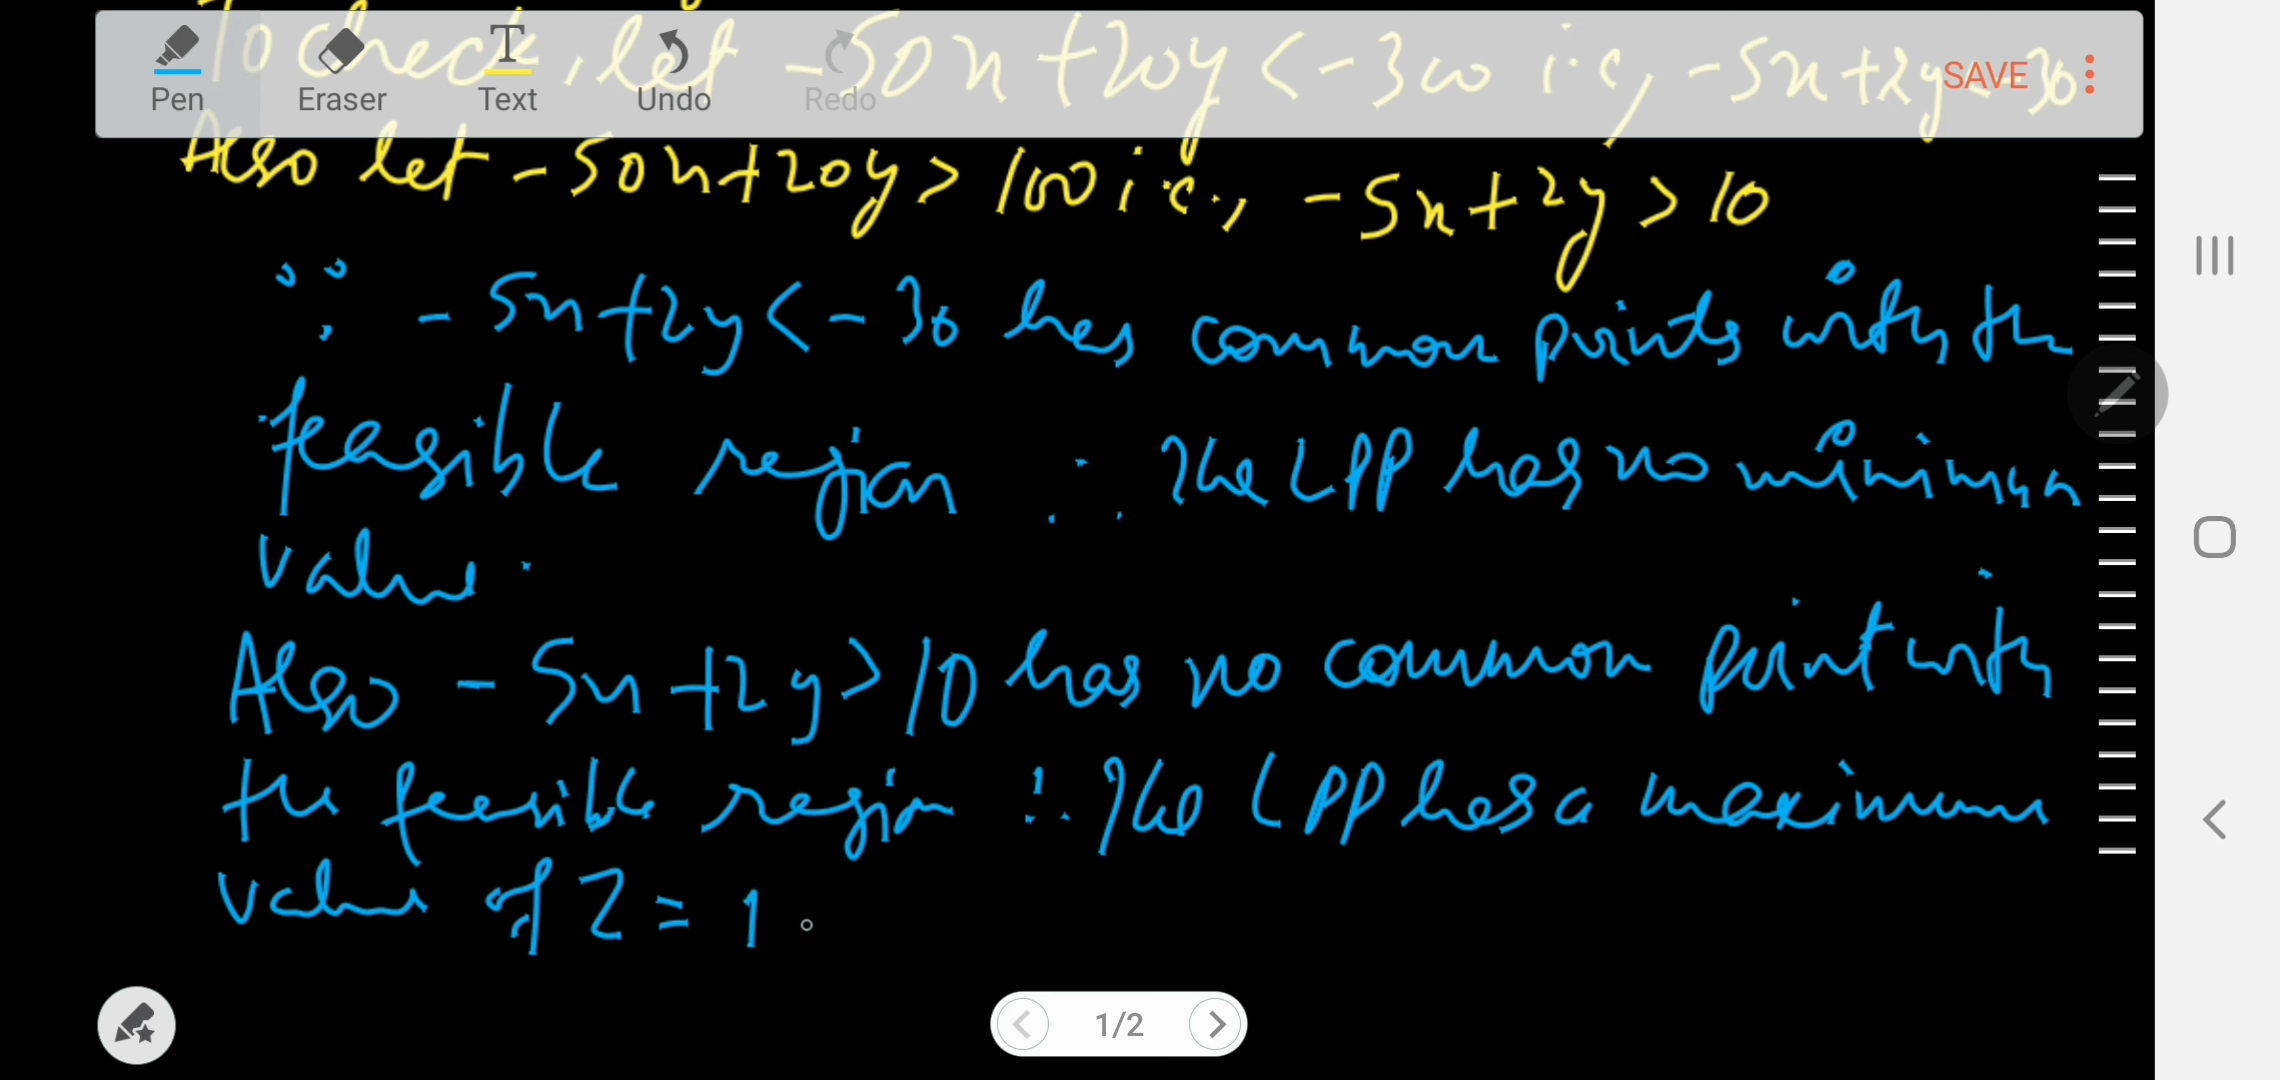 To check, let -50x+20y<-300 i.e., -5x+2y<-30
Pen Eraser Text Undo Redo SAVE
Also let -50x+20y>100 i.e., -5x+2y>10
∵ -5x+2y<-30 has common points with the
feasible region ∴ The LPP has no minimum
value.
Also -5x+2y>10 has no common point with
the feasible region ∴ The LPP has a maximum
value of Z=1
1/2